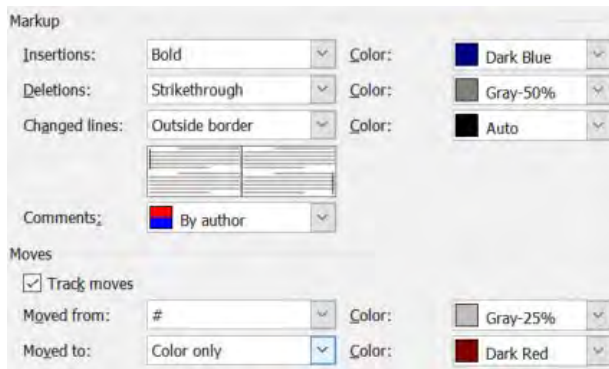 Markup
Insertions: Bold Color: Dark Blue
Deletions: Strikethrough Color: Gray-50%
Changed lines: Outside border Color: Auto
Comments: By author
Moves
Track moves
Moved from: # Color: Gray-25%
Moved to: Color only Color: Dark Red